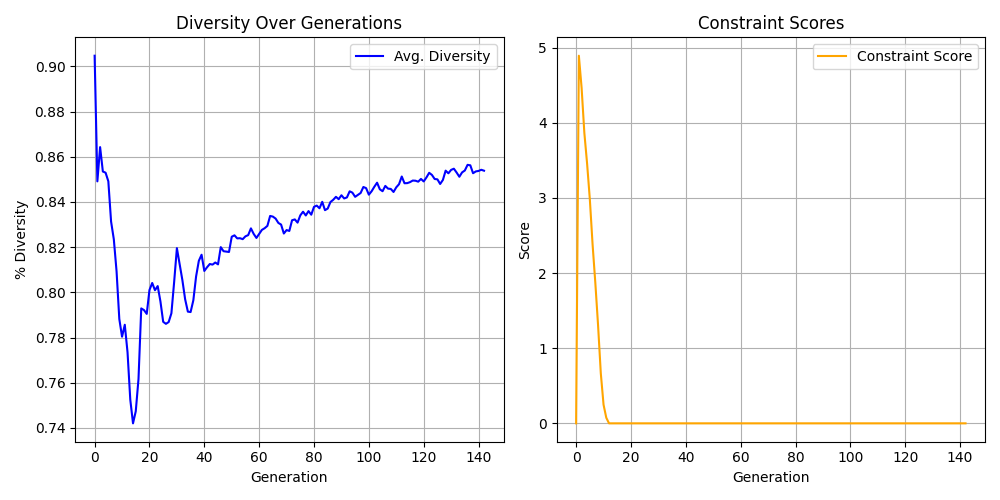 Diversity Over Generations
Avg. Diversity
% Diversity
0.90
0.88
0.86
0.84
0.82
0.80
0.78
0.76
0.74
0 20 40 60 80 100 120 140
Generation
Constraint Scores
Constraint Score
Score
5
4
3
2
1
0
0 20 40 60 80 100 120 140
Generation